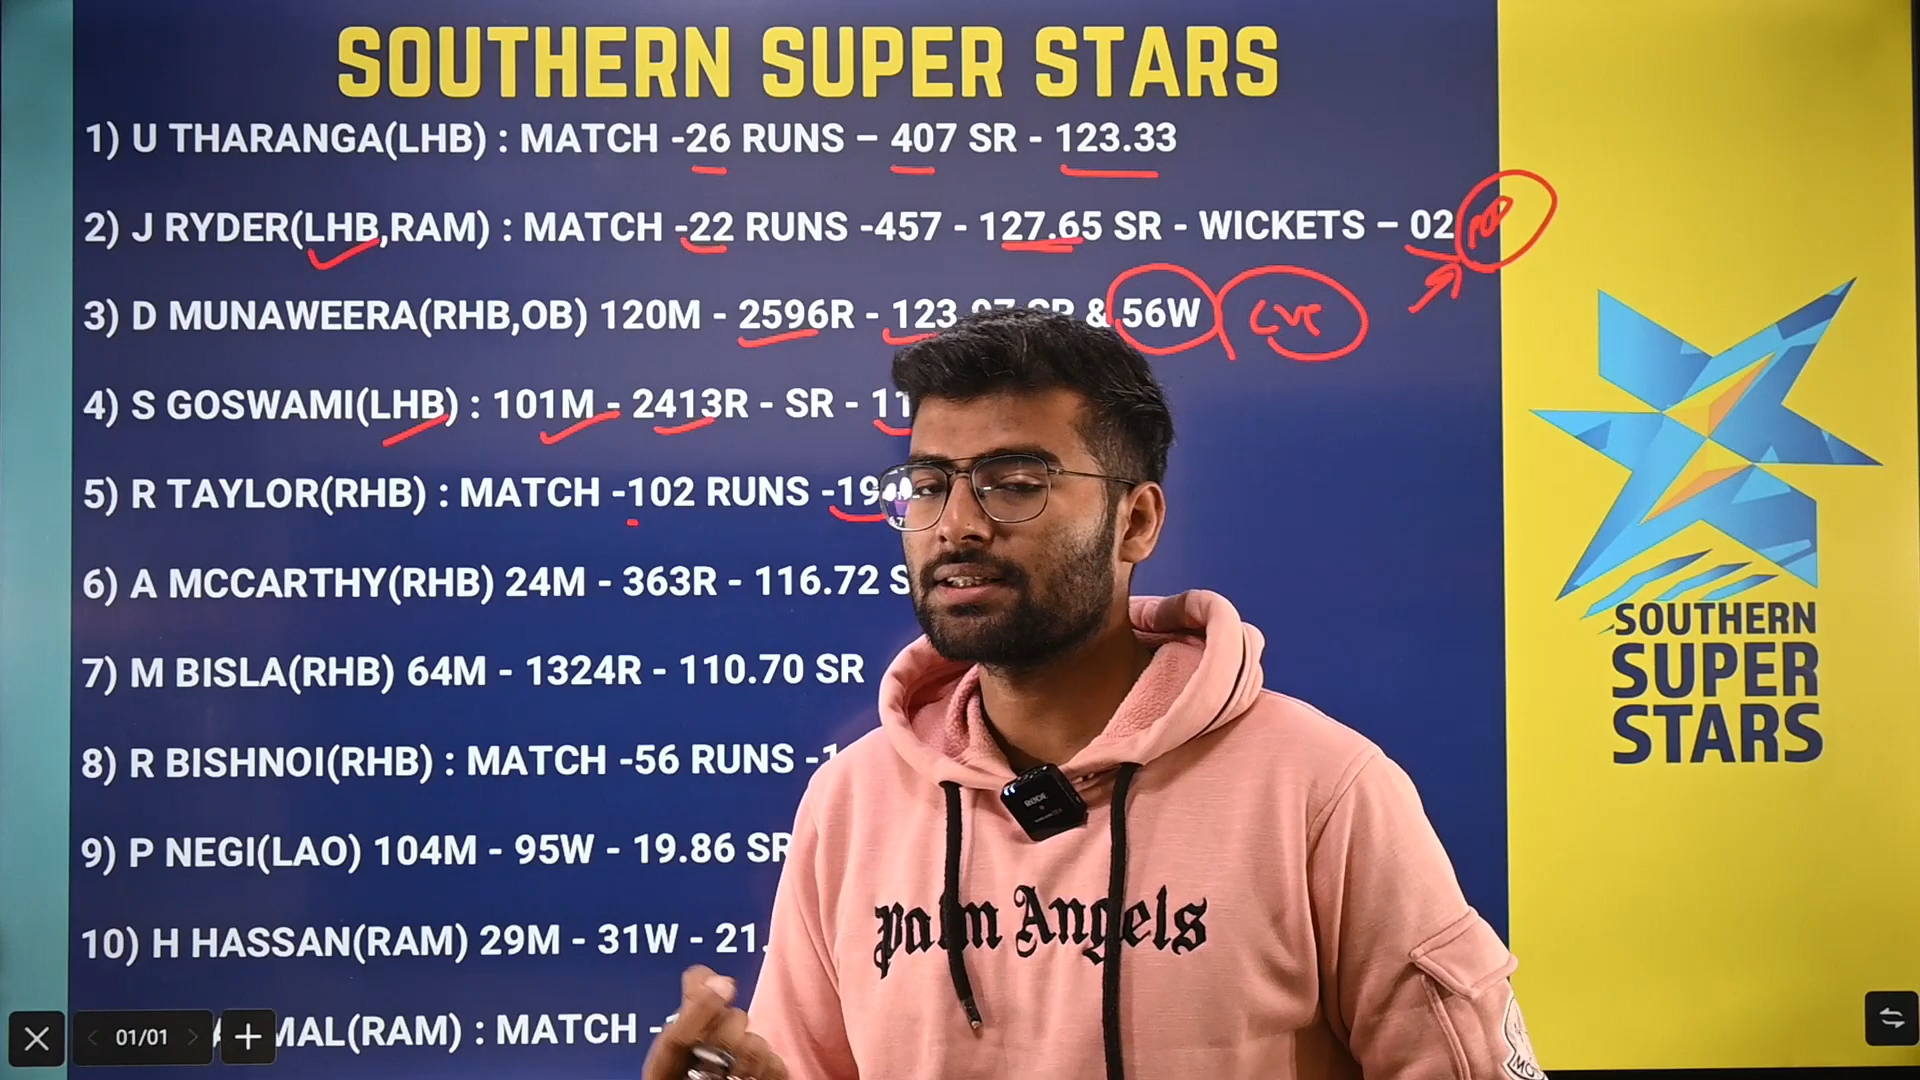 SOUTHERN SUPER STARS
1) U THARANGA(LHB) : MATCH -26 RUNS – 407 SR - 123.33
2) J RYDER(LHB,RAM) : MATCH -22 RUNS -457 - 127.65 SR - WICKETS – 02
3) D MUNAWEERA(RHB,OB) 120M - 2596R - 123.97 SR & 56W
4) S GOSWAMI(LHB) : 101M - 2413R - SR - 11
5) R TAYLOR(RHB) : MATCH -102 RUNS -19
6) A MCCARTHY(RHB) 24M - 363R - 116.72 S
7) M BISLA(RHB) 64M - 1324R - 110.70 SR
8) R BISHNOI(RHB) : MATCH -56 RUNS -1
9) P NEGI(LAO) 104M - 95W - 19.86 SR
10) H HASSAN(RAM) 29M - 31W - 21.
MAL(RAM) : MATCH -
SOUTHERN
SUPER
STARS
RODE
Palm Angels
01/01